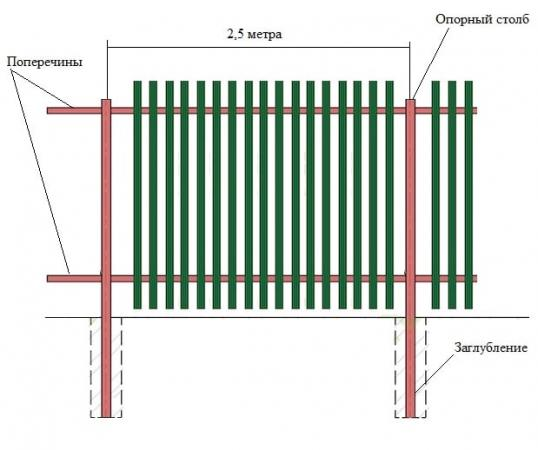 Опорный столб
2,5 метра
Поперечины
Заглубление